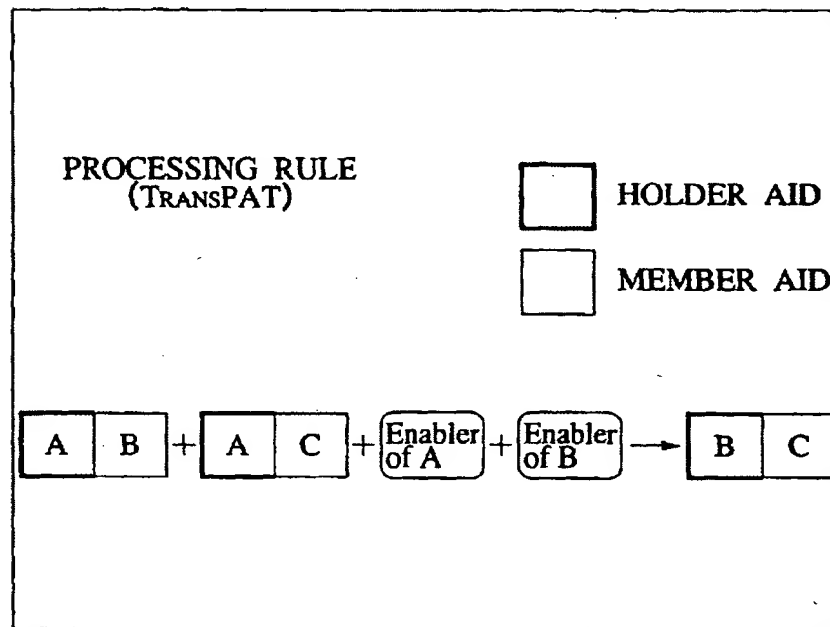 PROCESSING RULE
(TRANSPAT)
HOLDER AID
MEMBER AID
A B + A C + Enabler of A + Enabler of B → B C